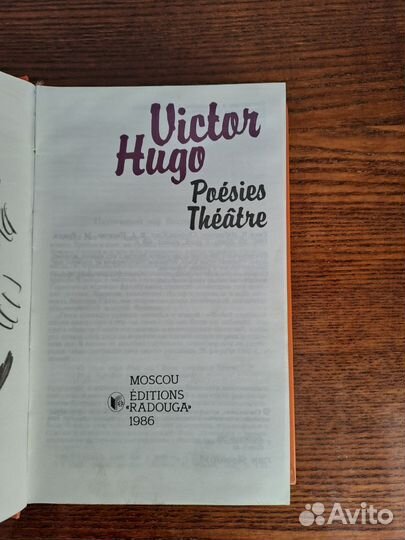 Victor
Hugo
Poésies
Théâtre
MOSCOU
ÉDITIONS
«RADOUGA»
1986
Avito